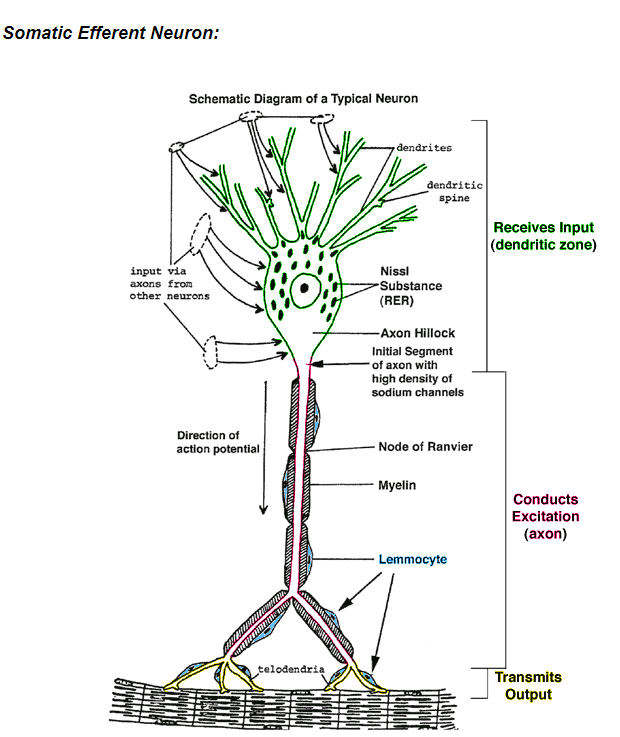 Somatic Efferent Neuron:
Schematic Diagram of a Typical Neuron
dendrites
dendritic
spine
Receives Input
(dendritic zone)
input via
axons from
other neurons
Nissl
Substance
(RER)
Axon Hillock
Initial Segment
of axon with
high density of
sodium channels
Direction of
action potential
Node of Ranvier
Myelin
Conducts
Excitation
(axon)
Lemmocyte
telodendria
Transmits
Output